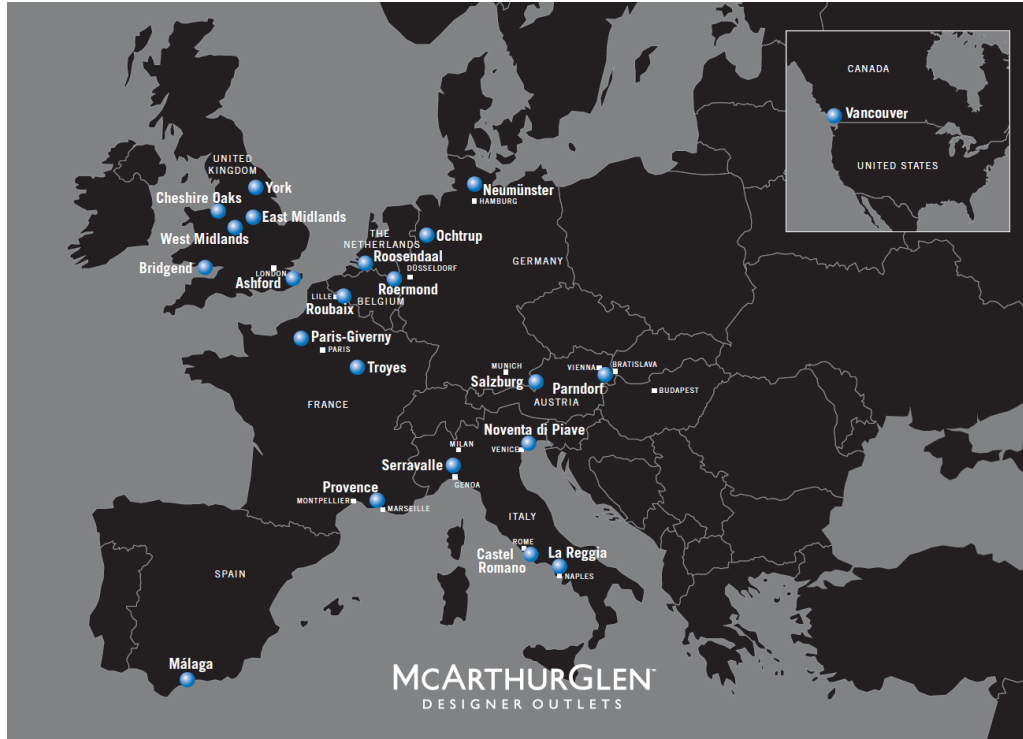 CANADA
Vancouver
UNITED STATES
UNITED
KINGDOM
York
Cheshire Oaks
East Midlands
West Midlands
Bridgend
LONDON
Ashford
Neumünster
HAMBURG
Ochtrup
THE
NETHERLANDS
Roosendaal
DÜSSELDORF
Roermond
GERMANY
LILLE
BELGIUM
Roubaix
Paris-Giverny
PARIS
Troyes
FRANCE
MUNICH
Salzburg
VIENNA
BRATISLAVA
Parndorf
AUSTRIA
BUDAPEST
Noventa di Piave
MILAN
VENICE
Serravalle
GENOA
Provence
MONTPELLIER
MARSEILLE
ITALY
ROME
Castel
Romano
La Reggia
NAPLES
SPAIN
Málaga
MCARTHURGLEN™
DESIGNER OUTLETS